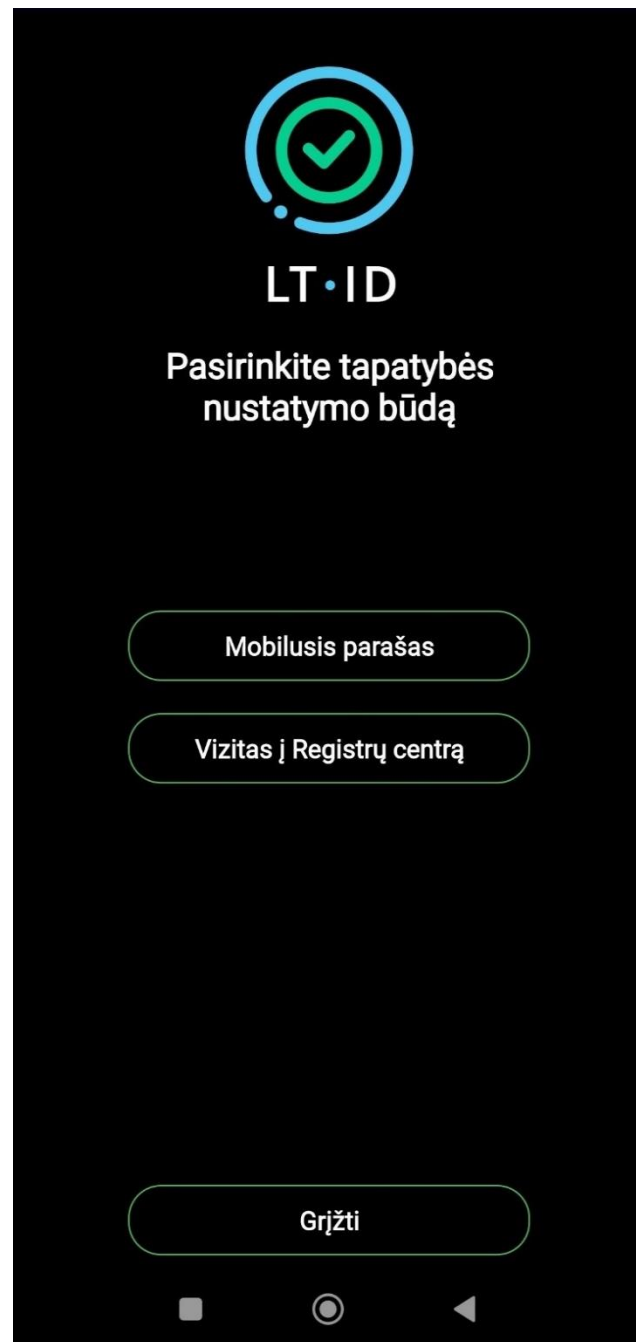 LT·ID
Pasirinkite tapatybės
nustatymo būdą
Mobilusis parašas
Vizitas į Registrų centrą
Grįžti